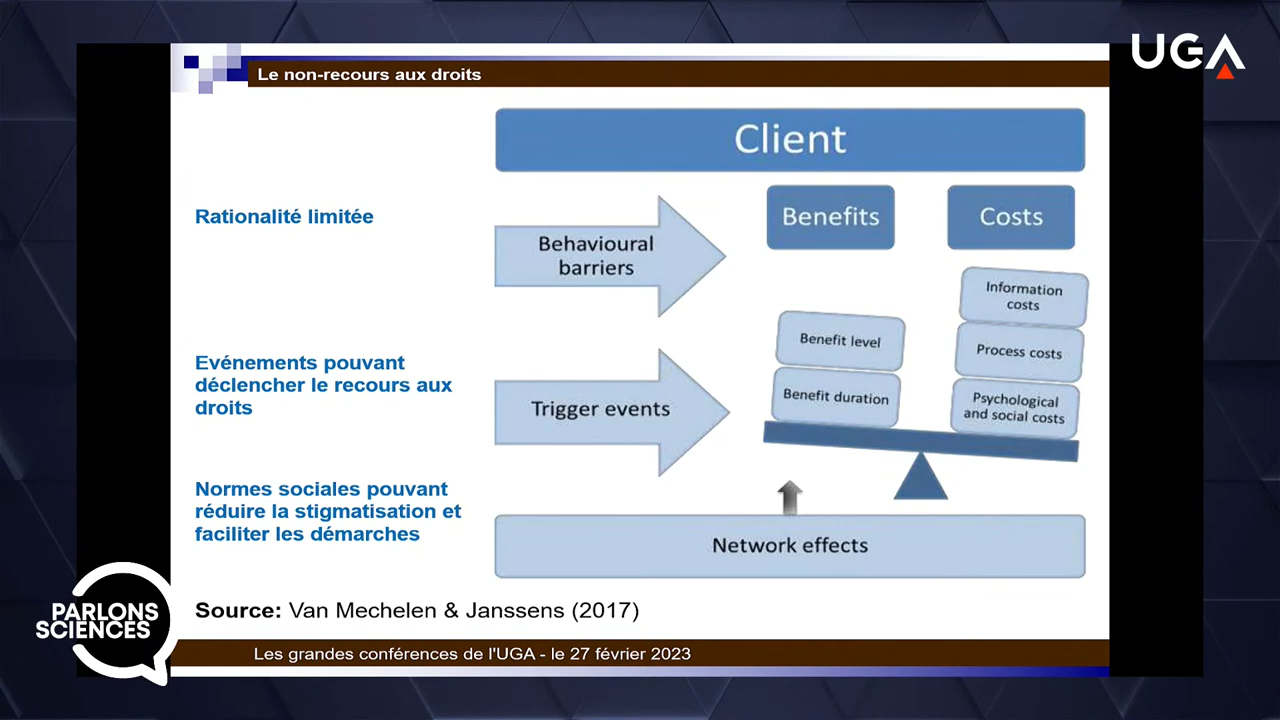 UGA
Le non-recours aux droits
Client
Benefits
Costs
Rationalité limitée
Behavioural
barriers
Information
costs
Benefit level
Process costs
Evénements pouvant
déclencher le recours aux
droits
Trigger events
Benefit duration
Psychological
and social costs
Normes sociales pouvant
réduire la stigmatisation et
faciliter les démarches
Network effects
Source: Van Mechelen & Janssens (2017)
PARLONS
SCIENCES
Les grandes conférences de l'UGA - le 27 février 2023